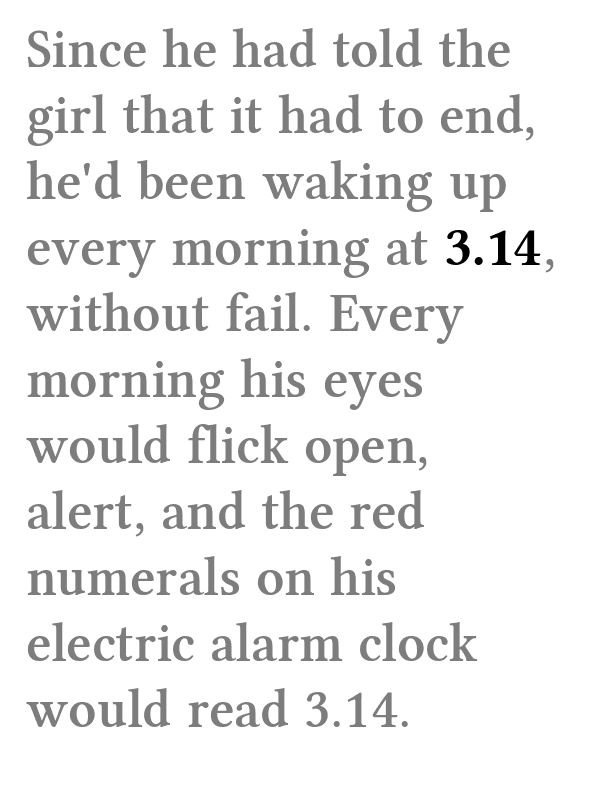 Since he had told the
girl that it had to end,
he'd been waking up
every morning at 3.14,
without fail. Every
morning his eyes
would flick open,
alert, and the red
numerals on his
electric alarm clock
would read 3.14.